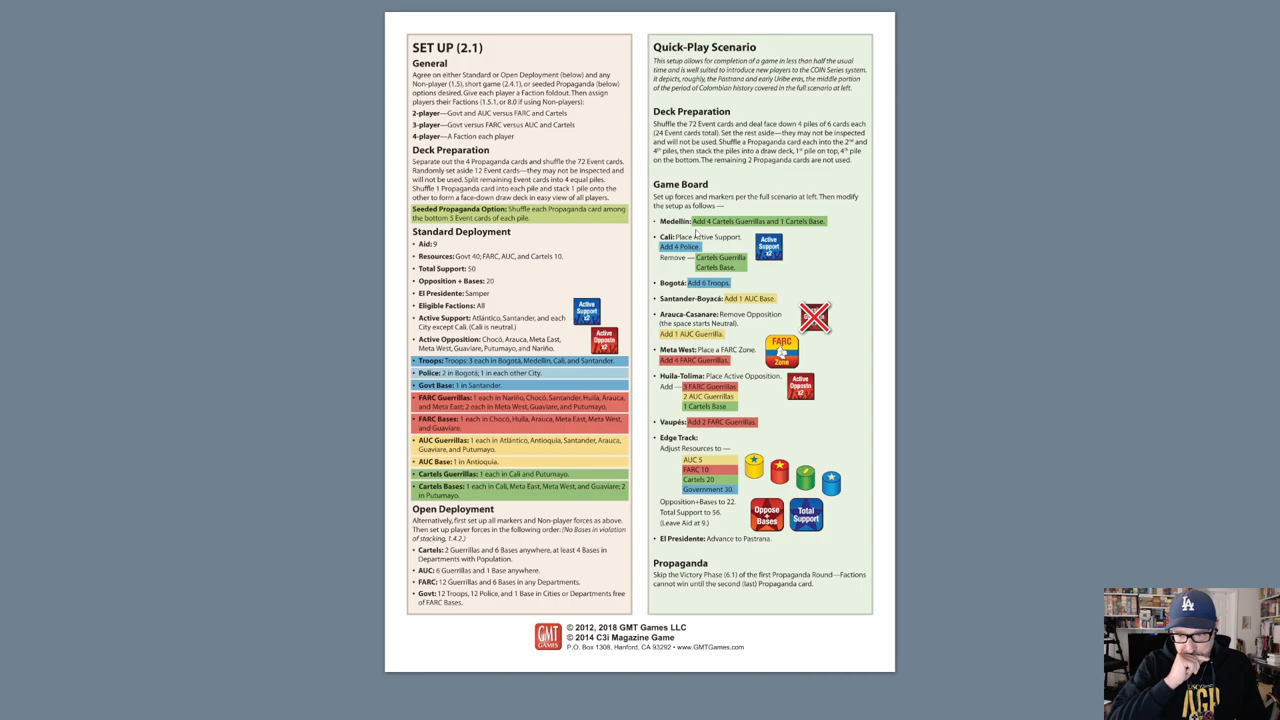 SET UP (2.1)
General
Agree on either Standard or Open Deployment (below) and any
Non-player (1.5), short game (2.4.1), or seeded Propaganda (below)
options desired. Give each player a Faction foldout. Then assign
players their Factions (1.5.1, or 8.0 if using Non-players):
2-player—Govt and AUC versus FARC and Cartels
3-player—Govt versus FARC versus AUC and Cartels
4-player—A Faction each player
Deck Preparation
Separate out the 4 Propaganda cards and shuffle the 72 Event cards.
Randomly set aside 12 Event cards—they may not be inspected and
will not be used. Split remaining Event cards into 4 equal piles.
Shuffle 1 Propaganda card into each pile and stack 1 pile onto the
other to form a face-down draw deck in easy view of all players.
Seeded Propaganda Option: Shuffle each Propaganda card among
the bottom 5 Event cards of each pile.
Standard Deployment
• Aid: 9
• Resources: Govt 40; FARC, AUC, and Cartels 10.
• Total Support: 50
• Opposition + Bases: 20
• El Presidente: Samper
• Eligible Factions: All
• Active Support: Atlántico, Santander, and each
City except Cali. (Cali is neutral.)
Active
Support
x2
• Active Opposition: Chocó, Arauca, Meta East,
Meta West, Guaviare, Putumayo, and Nariño.
Active
Oppostn
x2
• Troops: Troops: 3 each in Bogotá, Medellín, Cali, and Santander.
• Police: 2 in Bogotá; 1 in each other City.
• Govt Base: 1 in Santander.
• FARC Guerrillas: 1 each in Nariño, Chocó, Santander, Huila, Arauca,
and Meta East; 2 each in Meta West, Guaviare, and Putumayo.
• FARC Bases: 1 each in Chocó, Huila, Arauca, Meta East, Meta West,
and Guaviare.
• AUC Guerrillas: 1 each in Atlántico, Antioquia, Santander, Arauca,
Guaviare, and Putumayo.
• AUC Base: 1 in Antioquia.
• Cartels Guerrillas: 1 each in Cali and Putumayo.
• Cartels Bases: 1 each in Cali, Meta East, Meta West, and Guaviare; 2
in Putumayo.
Open Deployment
Alternatively, first set up all markers and Non-player forces as above.
Then set up player forces in the following order: (No Bases in violation
of stacking, 1.4.2.)
• Cartels: 2 Guerrillas and 6 Bases anywhere, at least 4 Bases in
Departments with Population.
• AUC: 6 Guerrillas and 1 Base anywhere.
• FARC: 12 Guerrillas and 6 Bases in any Departments.
• Govt: 12 Troops, 12 Police, and 1 Base in Cities or Departments free
of FARC Bases.
Quick-Play Scenario
This setup allows for completion of a game in less than half the usual
time and is well suited to introduce new players to the COIN Series system.
It depicts, roughly, the Pastrana and early Uribe eras, the middle portion
of the period of Colombian history covered in the full scenario at left.
Deck Preparation
Shuffle the 72 Event cards and deal face down 4 piles of 6 cards each
(24 Event cards total). Set the rest aside—they may not be inspected
and will not be used. Shuffle a Propaganda card each into the 2nd and
4th piles, then stack the piles into a draw deck, 1st pile on top, 4th pile
on the bottom. The remaining 2 Propaganda cards are not used.
Game Board
Set up forces and markers per the full scenario at left. Then modify
the setup as follows —
• Medellín: Add 4 Cartels Guerrillas and 1 Cartels Base.
• Cali: Place Active Support.
Add 4 Police.
Remove — Cartels Guerrilla
Cartels Base.
Active
Support
x2
• Bogotá: Add 6 Troops.
• Santander-Boyacá: Add 1 AUC Base.
• Arauca-Casanare: Remove Opposition
(the space starts Neutral).
Add 1 AUC Guerrilla.
• Meta West: Place a FARC Zone.
Add 4 FARC Guerrillas.
FARC
Zone
• Huila-Tolima: Place Active Opposition.
Add — 3 FARC Guerrillas
2 AUC Guerrillas
1 Cartels Base
Active
Oppostn
x2
• Vaupés: Add 2 FARC Guerrillas.
• Edge Track:
Adjust Resources to —
AUC 5
FARC 10
Cartels 20
Government 30.
Opposition+Bases to 22.
Total Support to 56.
(Leave Aid at 9.)
Oppose
+
Bases
Total
Support
• El Presidente: Advance to Pastrana.
Propaganda
Skip the Victory Phase (6.1) of the first Propaganda Round—Factions
cannot win until the second (last) Propaganda card.
GMT
GAMES
© 2012, 2018 GMT Games LLC
© 2014 C3i Magazine Game
P.O. Box 1308, Hanford, CA 93292 • www.GMTGames.com
LA